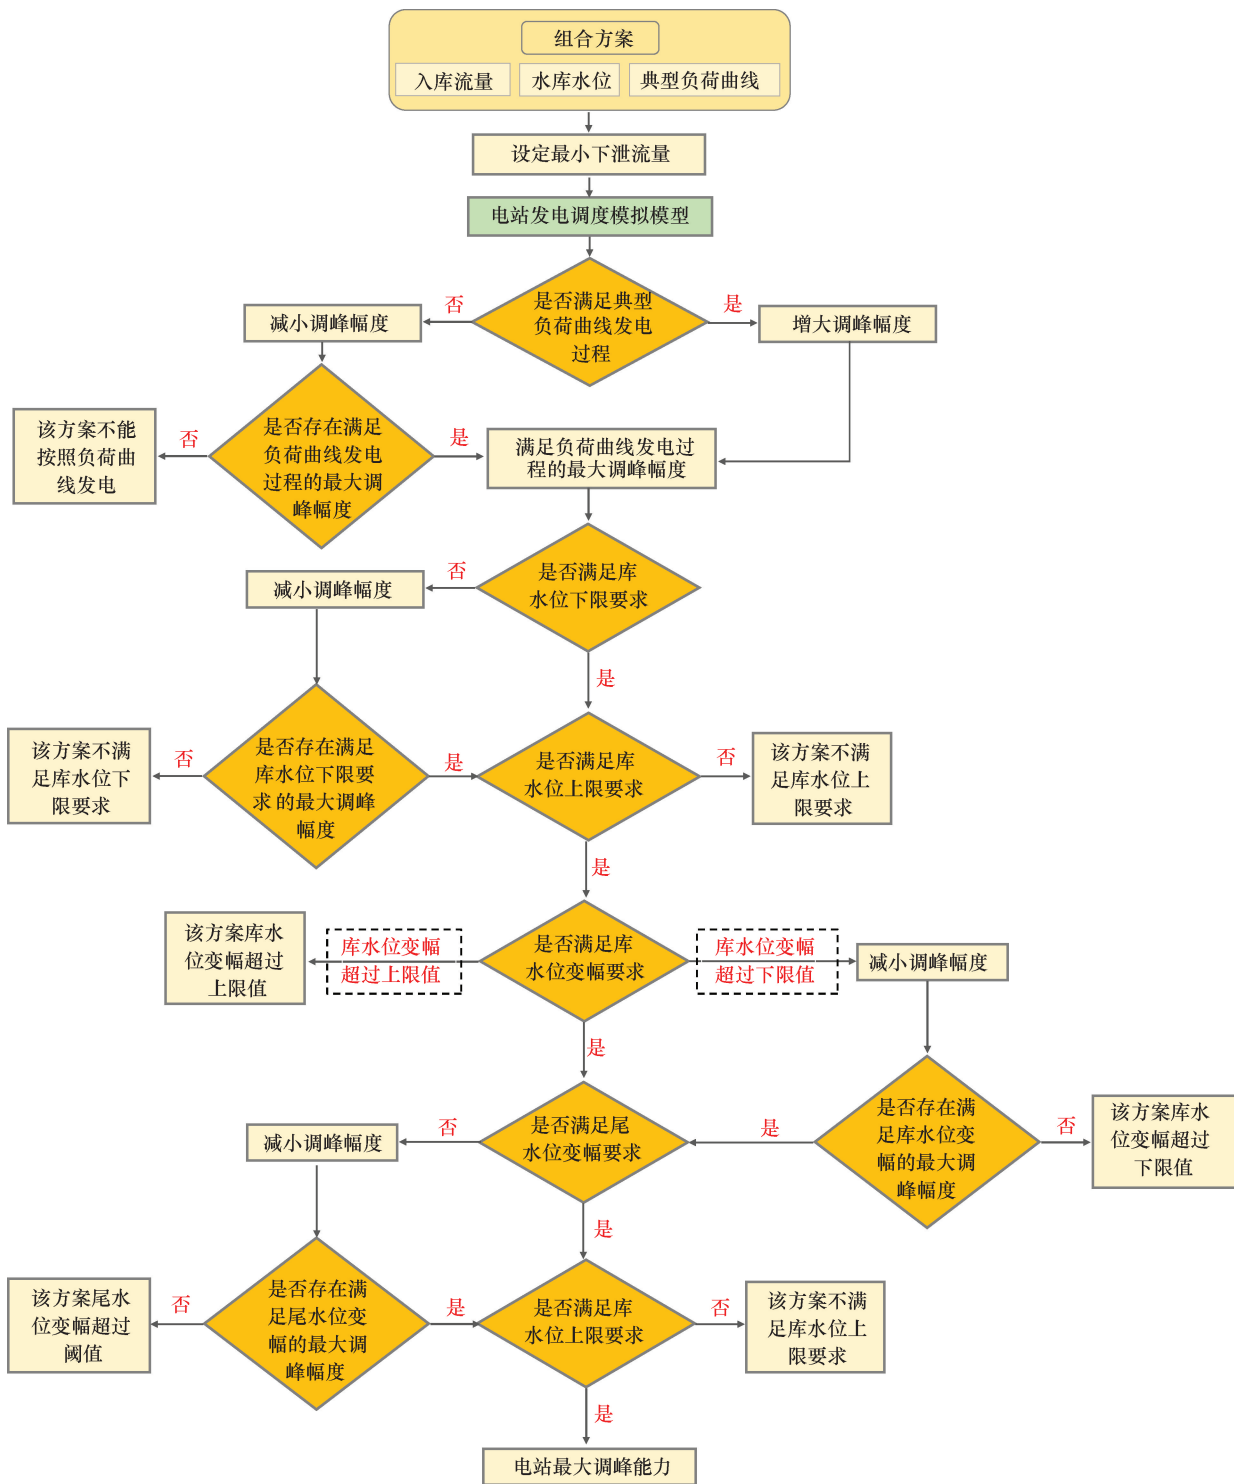 组合方案
入库流量
水库水位
典型负荷曲线
设定最小下泄流量
电站发电调度模拟模型
是否满足典型
负荷曲线发电
过程
否
是
减小调峰幅度
增大调峰幅度
是否存在满足
负荷曲线发电
过程的最大调
峰幅度
否
是
该方案不能
按照负荷曲
线发电
满足负荷曲线发电过
程的最大调峰幅度
是否满足库
水位下限要求
否
是
减小调峰幅度
是否存在满足
库水位下限要
求 的最大调峰
幅度
否
是
该方案不满
足库水位下
限要求
是否满足库
水位上限要求
否
是
该方案不满
足库水位上
限要求
是否满足库
水位变幅要求
库水位变幅
超过上限值
该方案库水
位变幅超过
上限值
库水位变幅
超过下限值
减小调峰幅度
是
是否存在满
足库水位变
幅的最大调
峰幅度
是
否
该方案库水
位变幅超过
下限值
是否满足尾
水位变幅要求
否
是
减小调峰幅度
是否存在满
足尾水位变
幅的最大调
峰幅度
否
是
该方案尾水
位变幅超过
阈值
是否满足库
水位上限要求
否
是
该方案不满
足库水位上
限要求
电站最大调峰能力